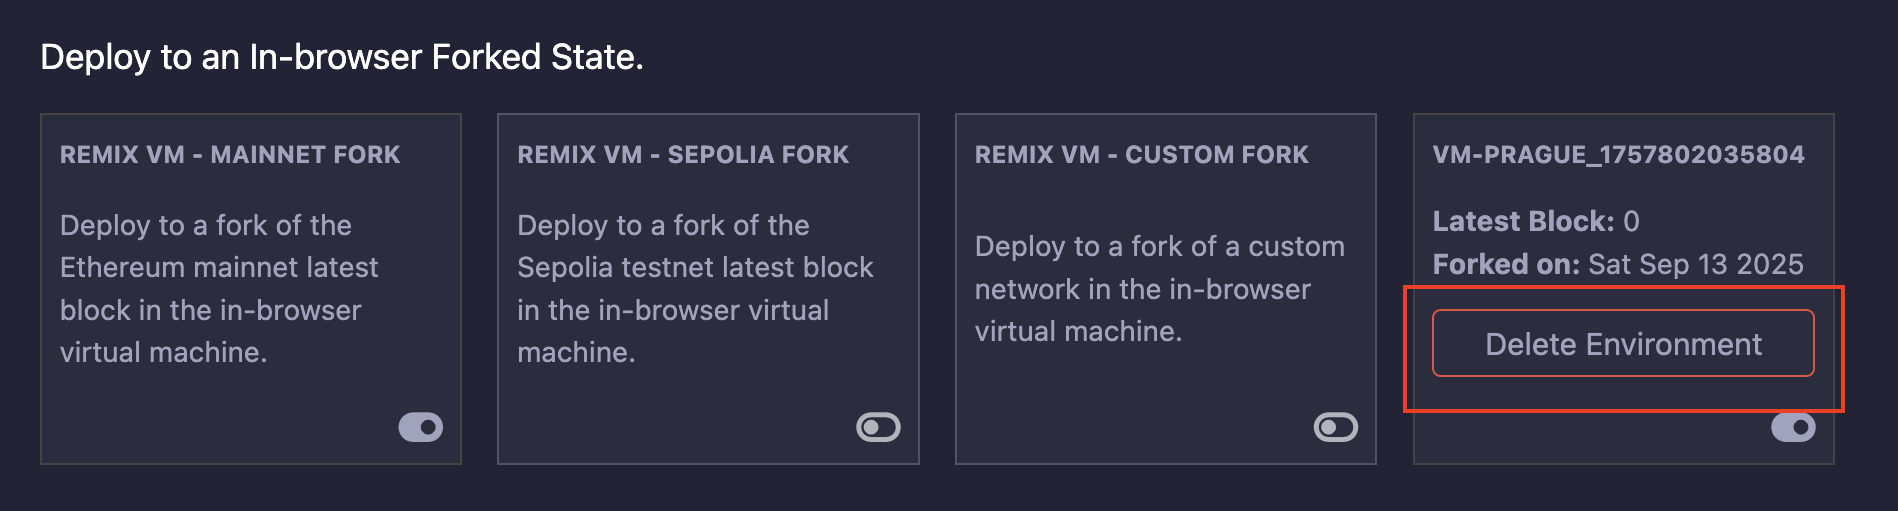 Deploy to an In-browser Forked State.
REMIX VM - MAINNET FORK
Deploy to a fork of the
Ethereum mainnet latest
block in the in-browser
virtual machine.
REMIX VM - SEPOLIA FORK
Deploy to a fork of the
Sepolia testnet latest block
in the in-browser virtual
machine.
REMIX VM - CUSTOM FORK
Deploy to a fork of a custom
network in the in-browser
virtual machine.
VM-PRAGUE_1757802035804
Latest Block: 0
Forked on: Sat Sep 13 2025
Delete Environment